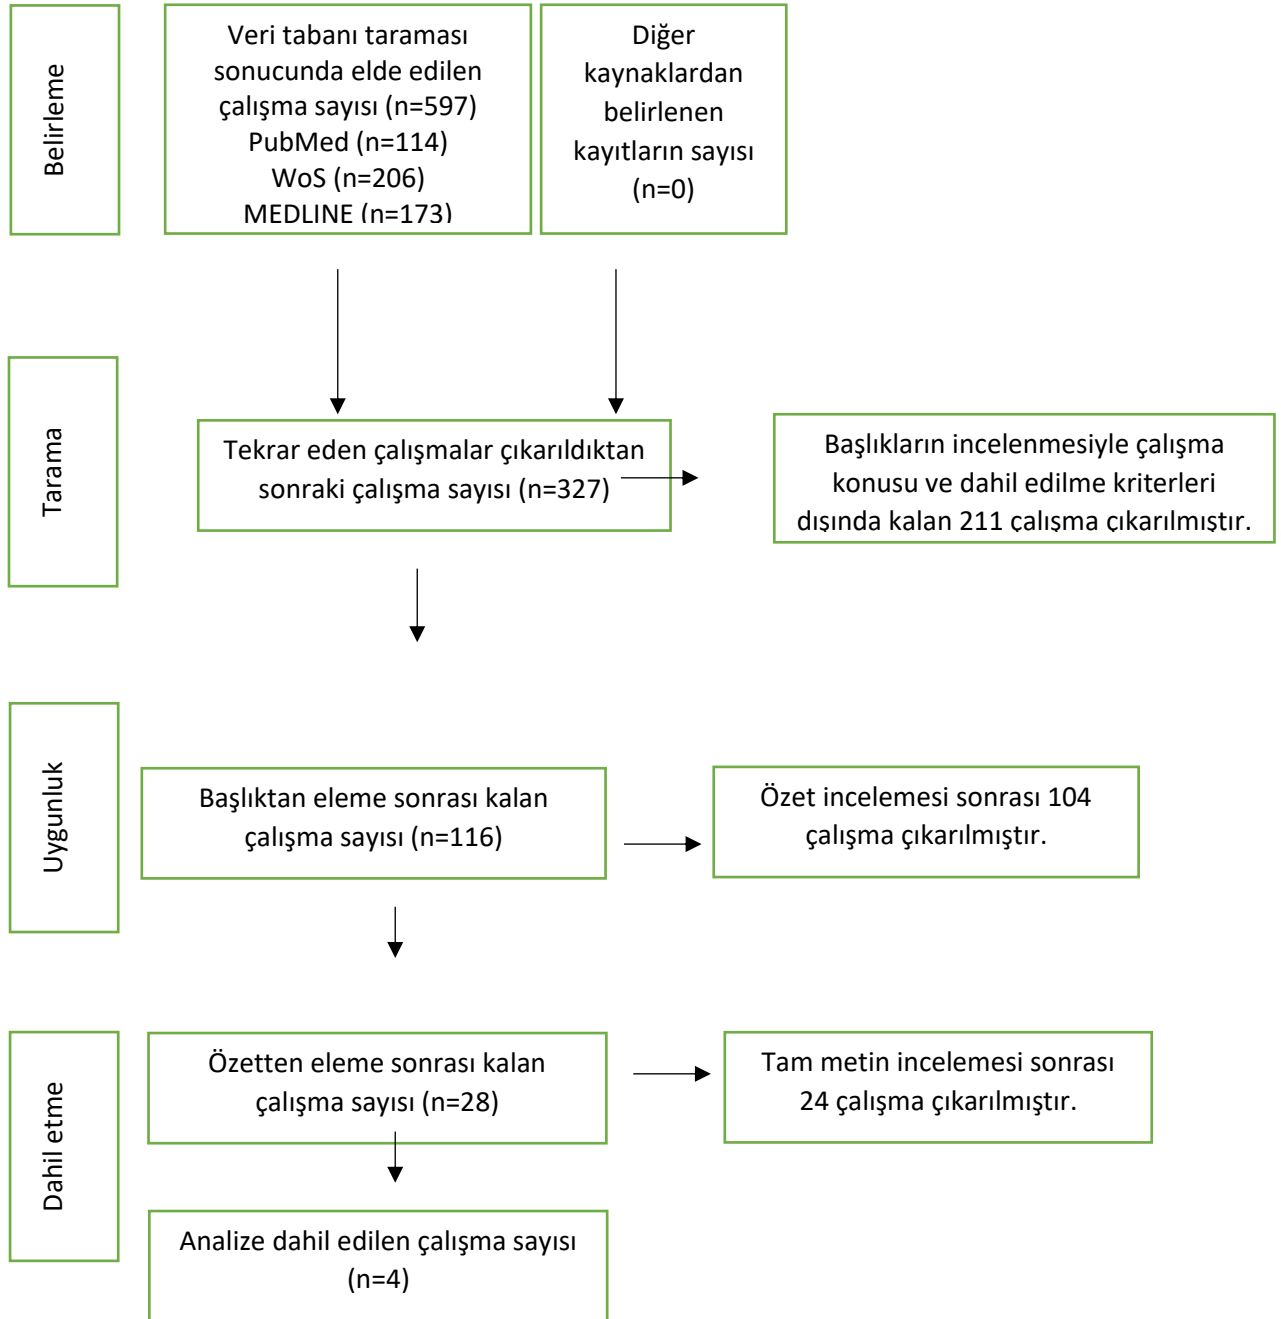 Belirleme
Veri tabanı taraması
sonucunda elde edilen
çalışma sayısı (n=597)
PubMed (n=114)
WoS (n=206)
MEDLINE (n=173)
Diğer
kaynaklardan
belirlenen
kayıtların sayısı
(n=0)
Tarama
Tekrar eden çalışmalar çıkarıldıktan
sonraki çalışma sayısı (n=327)
Başlıkların incelenmesiyle çalışma
konusu ve dahil edilme kriterleri
dışında kalan 211 çalışma çıkarılmıştır.
Uygunluk
Başlıktan eleme sonrası kalan
çalışma sayısı (n=116)
Özet incelemesi sonrası 104
çalışma çıkarılmıştır.
Dahil etme
Özetten eleme sonrası kalan
çalışma sayısı (n=28)
Tam metin incelemesi sonrası
24 çalışma çıkarılmıştır.
Analize dahil edilen çalışma sayısı
(n=4)